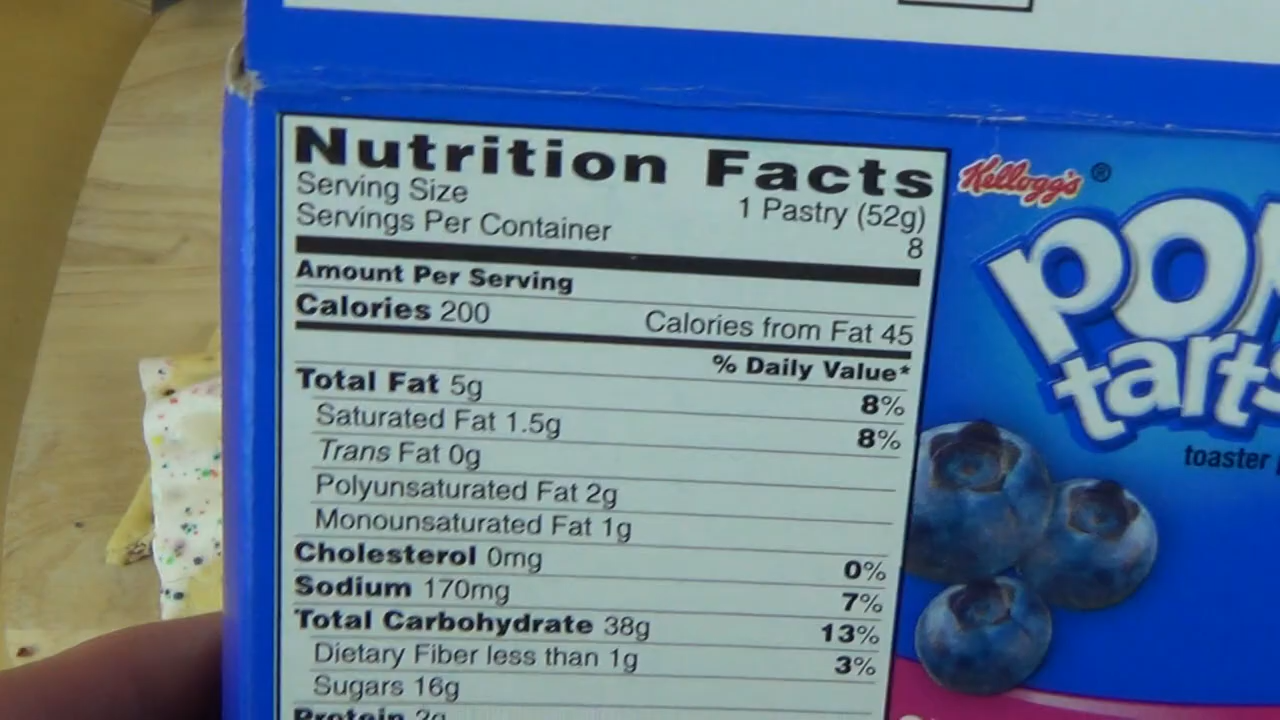 Nutrition Facts
Serving Size 1 Pastry (52g)
Servings Per Container 8
Amount Per Serving
Calories 200 Calories from Fat 45
% Daily Value*
Total Fat 5g 8%
Saturated Fat 1.5g 8%
Trans Fat 0g
Polyunsaturated Fat 2g
Monounsaturated Fat 1g
Cholesterol 0mg 0%
Sodium 170mg 7%
Total Carbohydrate 38g 13%
Dietary Fiber less than 1g 3%
Sugars 16g
Protein 2g
Kellogg's ®
POP
tarts
toaster